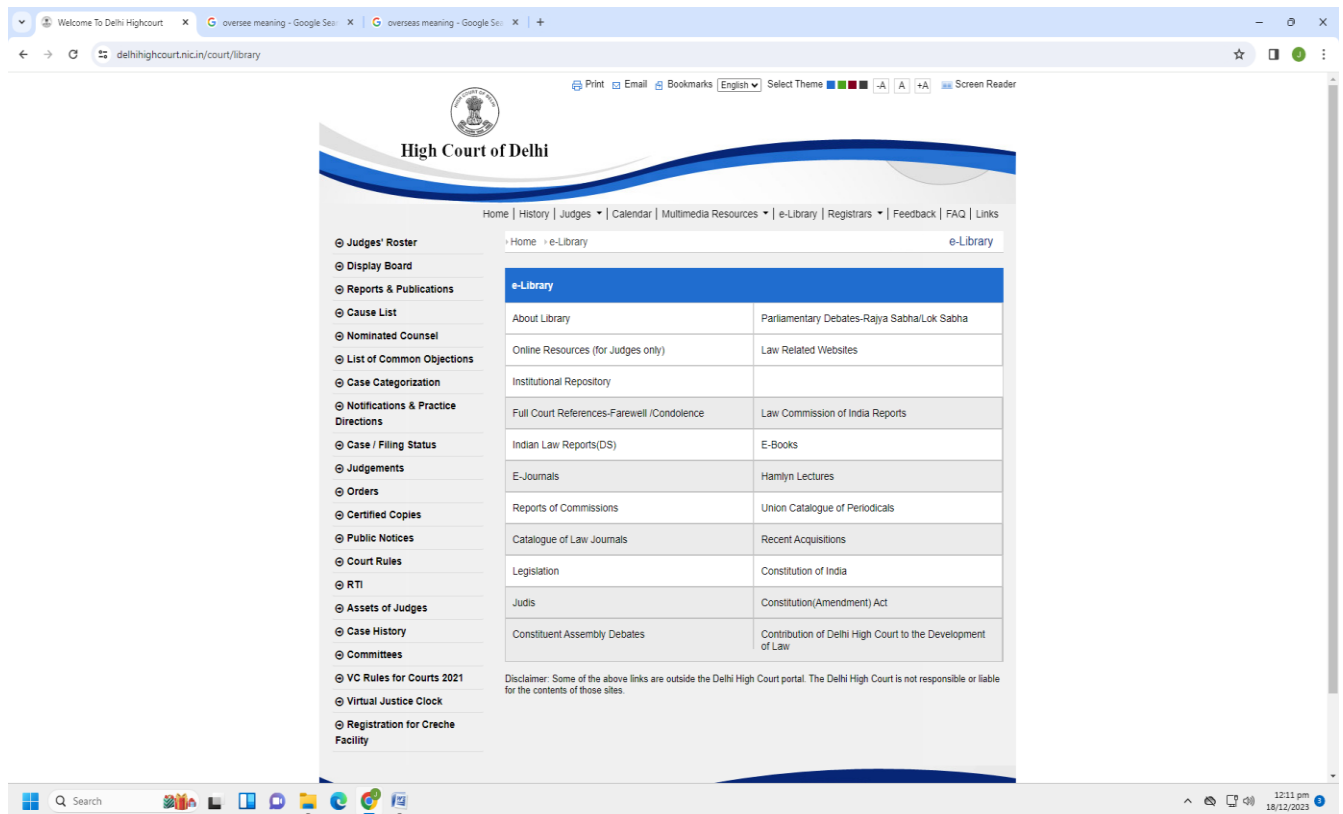 Welcome To Delhi Highcourt
oversee meaning - Google Sea
overseas meaning - Google Sea
delhihighcourt.nic.in/court/library
J
Print Email Bookmarks English Select Theme -A A +A Screen Reader
High Court of Delhi
Home | History | Judges | Calendar | Multimedia Resources | e-Library | Registrars | Feedback | FAQ | Links
Judges' Roster
Display Board
Reports & Publications
Cause List
Nominated Counsel
List of Common Objections
Case Categorization
Notifications & Practice
Directions
Case / Filing Status
Judgements
Orders
Certified Copies
Public Notices
Court Rules
RTI
Assets of Judges
Case History
Committees
VC Rules for Courts 2021
Virtual Justice Clock
Registration for Creche
Facility
Home e-Library
e-Library
e-Library
About Library
Parliamentary Debates-Rajya Sabha/Lok Sabha
Online Resources (for Judges only)
Law Related Websites
Institutional Repository
Full Court References-Farewell /Condolence
Law Commission of India Reports
Indian Law Reports(DS)
E-Books
E-Journals
Hamlyn Lectures
Reports of Commissions
Union Catalogue of Periodicals
Catalogue of Law Journals
Recent Acquisitions
Legislation
Constitution of India
Judis
Constitution(Amendment) Act
Constituent Assembly Debates
Contribution of Delhi High Court to the Development
of Law
Disclaimer: Some of the above links are outside the Delhi High Court portal. The Delhi High Court is not responsible or liable
for the contents of those sites.
Search
12:11 pm
18/12/2023
3